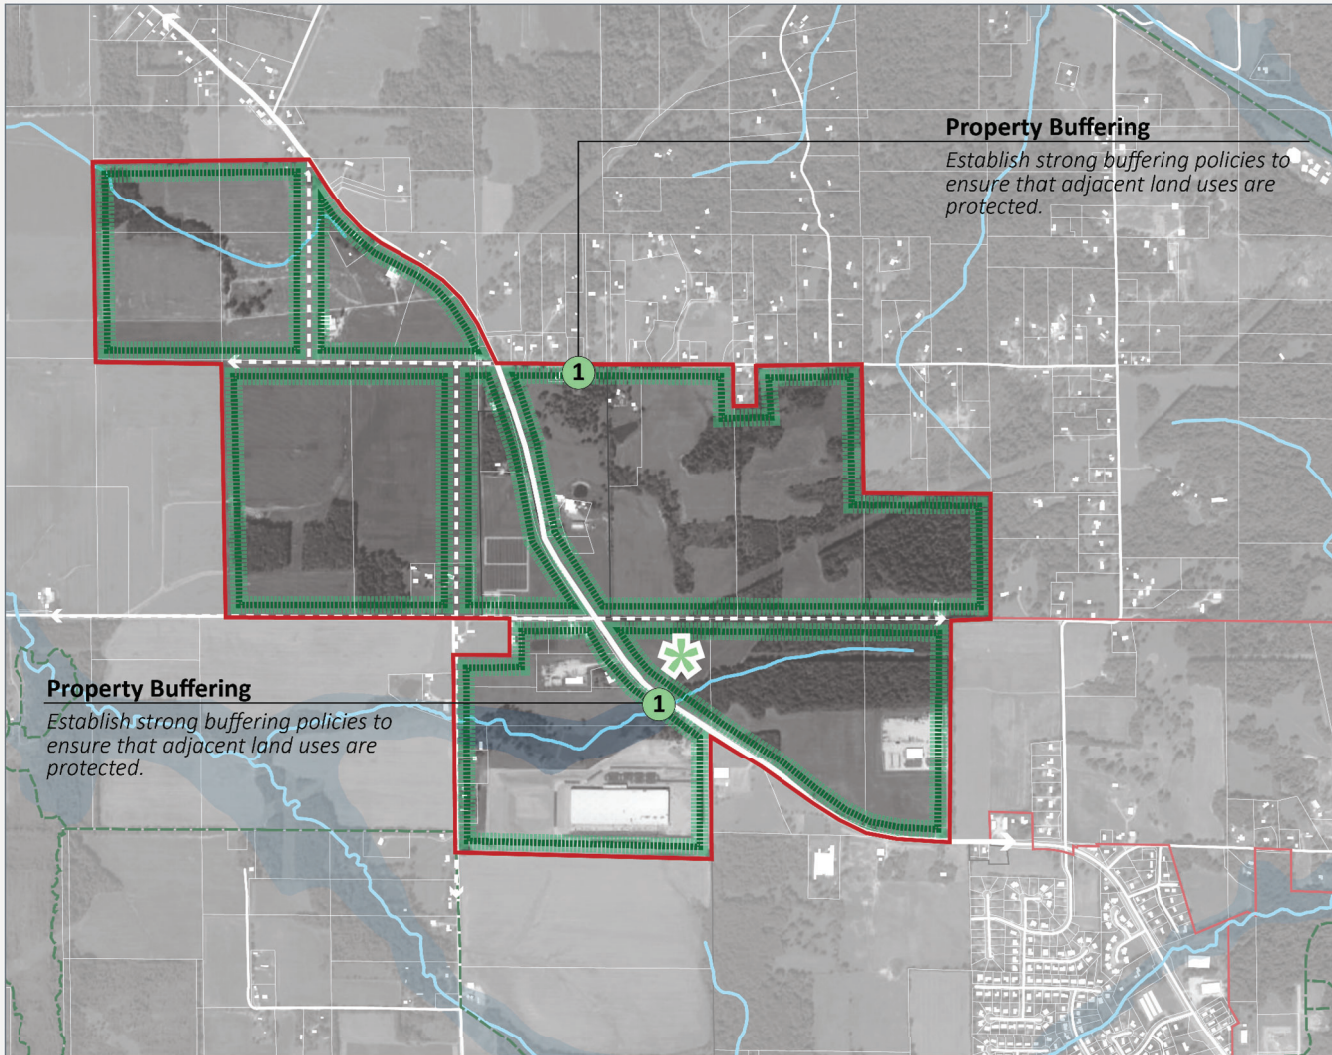 Property Buffering
Establish strong buffering policies to
ensure that adjacent land uses are
protected.
1
Property Buffering
Establish strong buffering policies to
ensure that adjacent land uses are
protected.
1